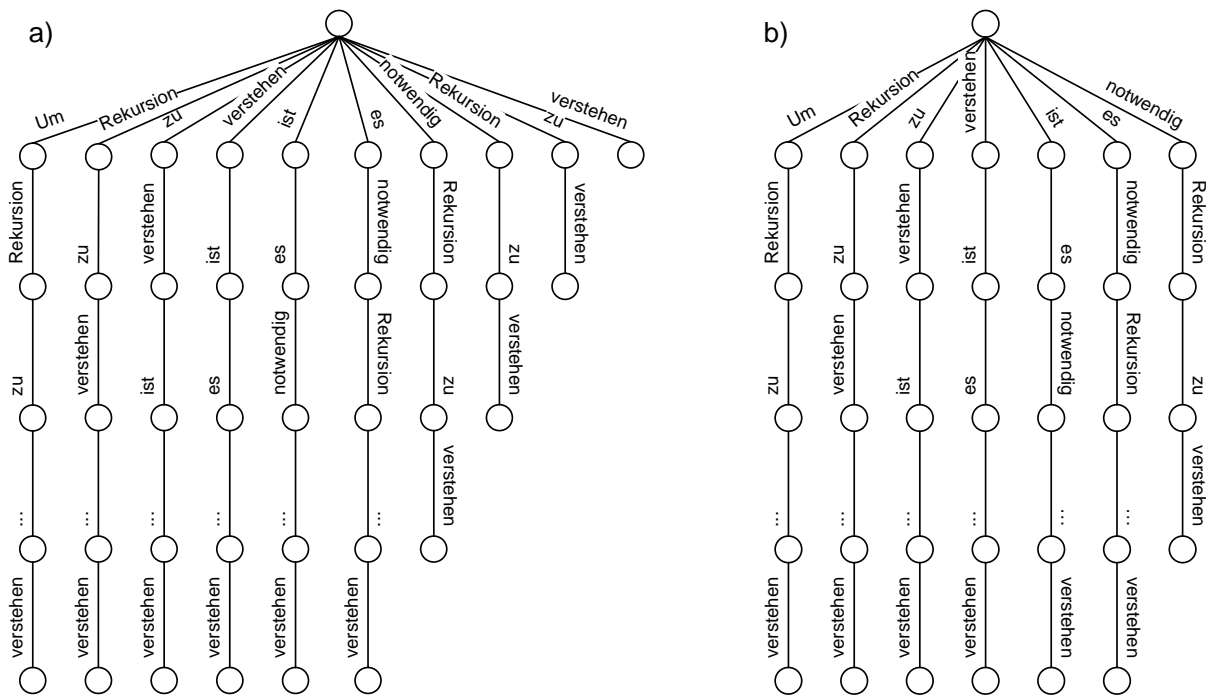 a)
Um
Rekursion
zu
verstehen
ist
es
notwendig
Rekursion
zu
verstehen
Rekursion
zu
verstehen
ist
es
notwendig
Rekursion
zu
verstehen
zu
verstehen
ist
es
notwendig
Rekursion
zu
verstehen
...
...
...
...
...
...
verstehen
verstehen
verstehen
verstehen
verstehen
verstehen
verstehen
b)
Um
Rekursion
zu
verstehen
ist
es
notwendig
Rekursion
zu
verstehen
ist
es
notwendig
Rekursion
zu
verstehen
ist
es
notwendig
Rekursion
zu
...
...
...
...
...
...
verstehen
verstehen
verstehen
verstehen
verstehen
verstehen
verstehen